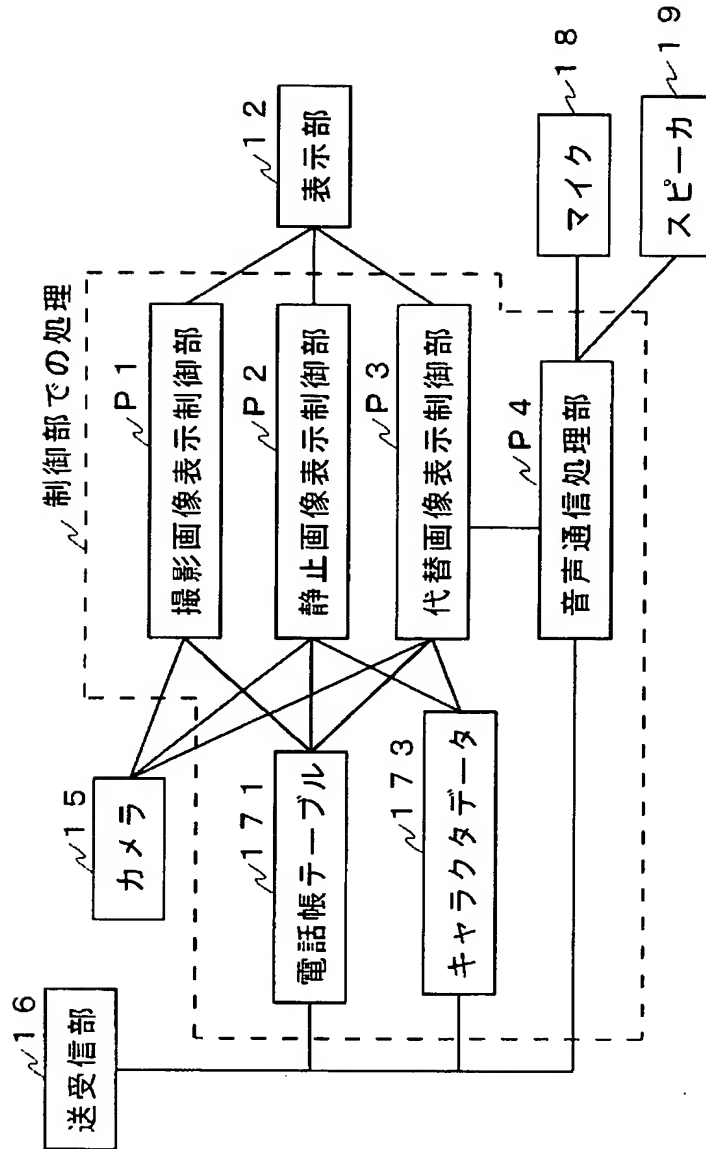 制御部での処理
16
送受信部
15
カメラ
171
電話帳テーブル
173
キャラクタデータ
P1
撮影画像表示制御部
P2
静止画像表示制御部
P3
代替画像表示制御部
P4
音声通信処理部
12
表示部
18
マイク
19
スピーカ